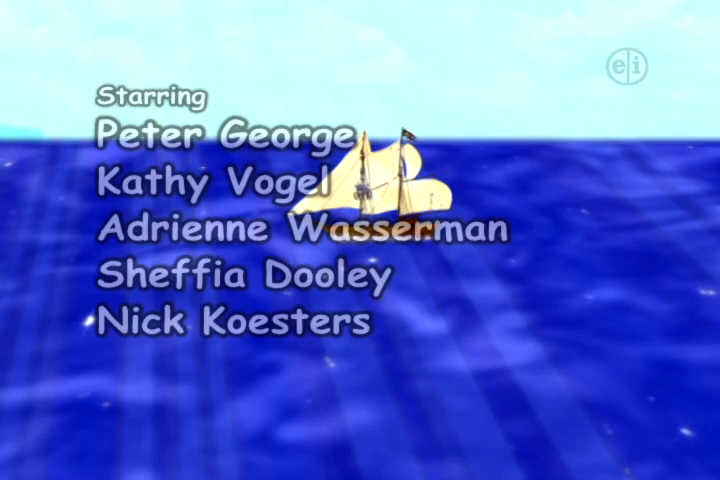 Starring
e|i
Peter George
Kathy Vogel
Adrienne Wasserman
Sheffia Dooley
Nick Koesters